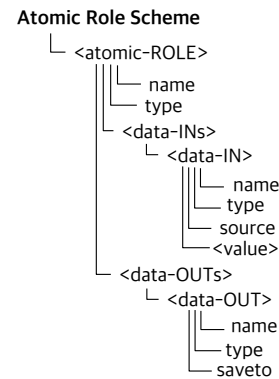 Atomic Role Scheme
<atomic-ROLE>
name
type
<data-INs>
<data-IN>
name
type
source
<value>
<data-OUTs>
<data-OUT>
name
type
saveto